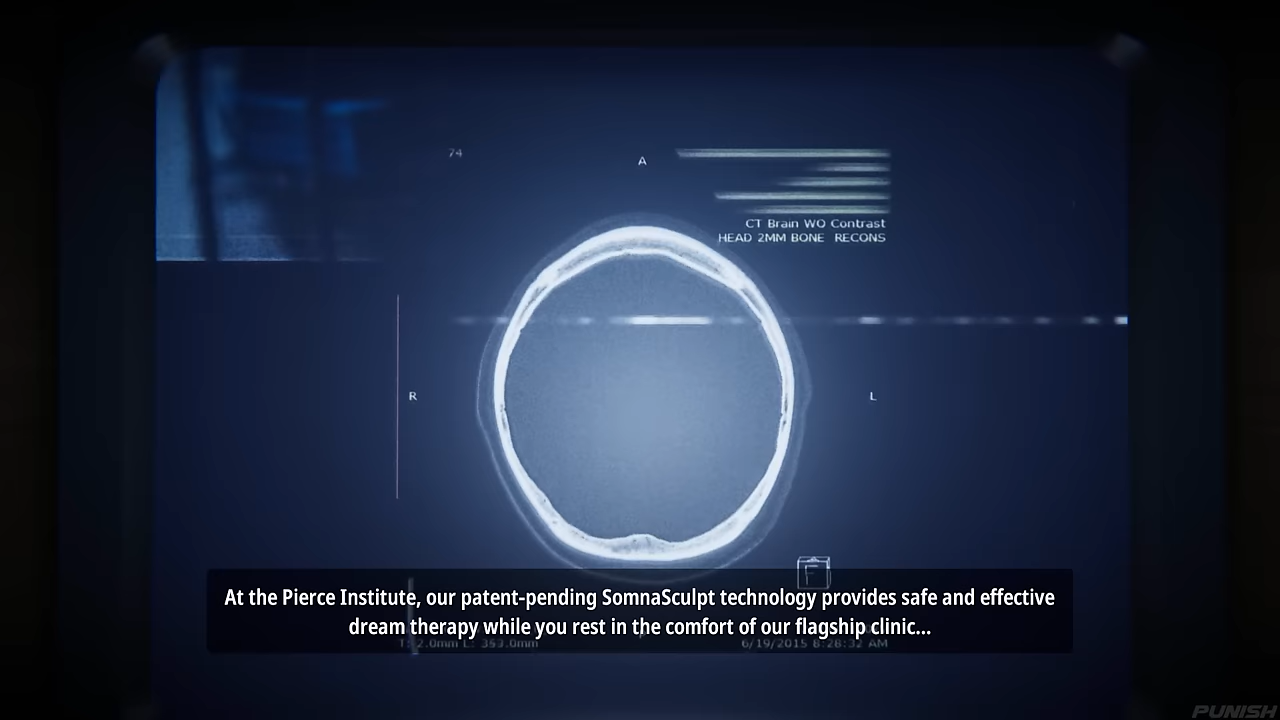 74
A
CT Brain WO Contrast
HEAD 2MM BONE RECONS
R
L
F
At the Pierce Institute, our patent-pending SomnaSculpt technology provides safe and effective
dream therapy while you rest in the comfort of our flagship clinic...
6/19/2015 8:28:32 AM
PUNISH